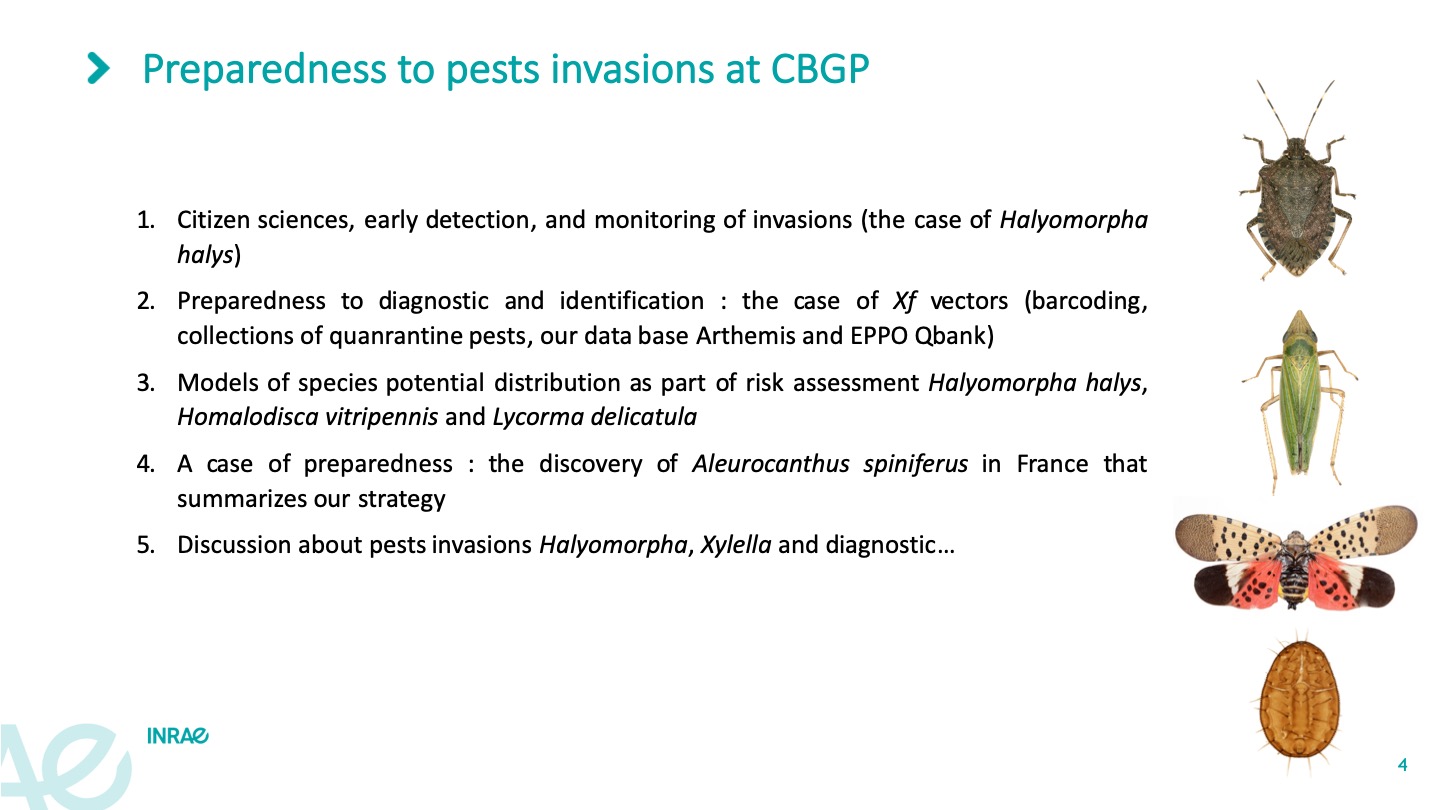 Preparedness to pests invasions at CBGP
1. Citizen sciences, early detection, and monitoring of invasions (the case of Halyomorpha
halys)
2. Preparedness to diagnostic and identification : the case of Xf vectors (barcoding,
collections of quanrantine pests, our data base Arthemis and EPPO Qbank)
3. Models of species potential distribution as part of risk assessment Halyomorpha halys,
Homalodisca vitripennis and Lycorma delicatula
4. A case of preparedness : the discovery of Aleurocanthus spiniferus in France that
summarizes our strategy
5. Discussion about pests invasions Halyomorpha, Xylella and diagnostic…
INRAE
4